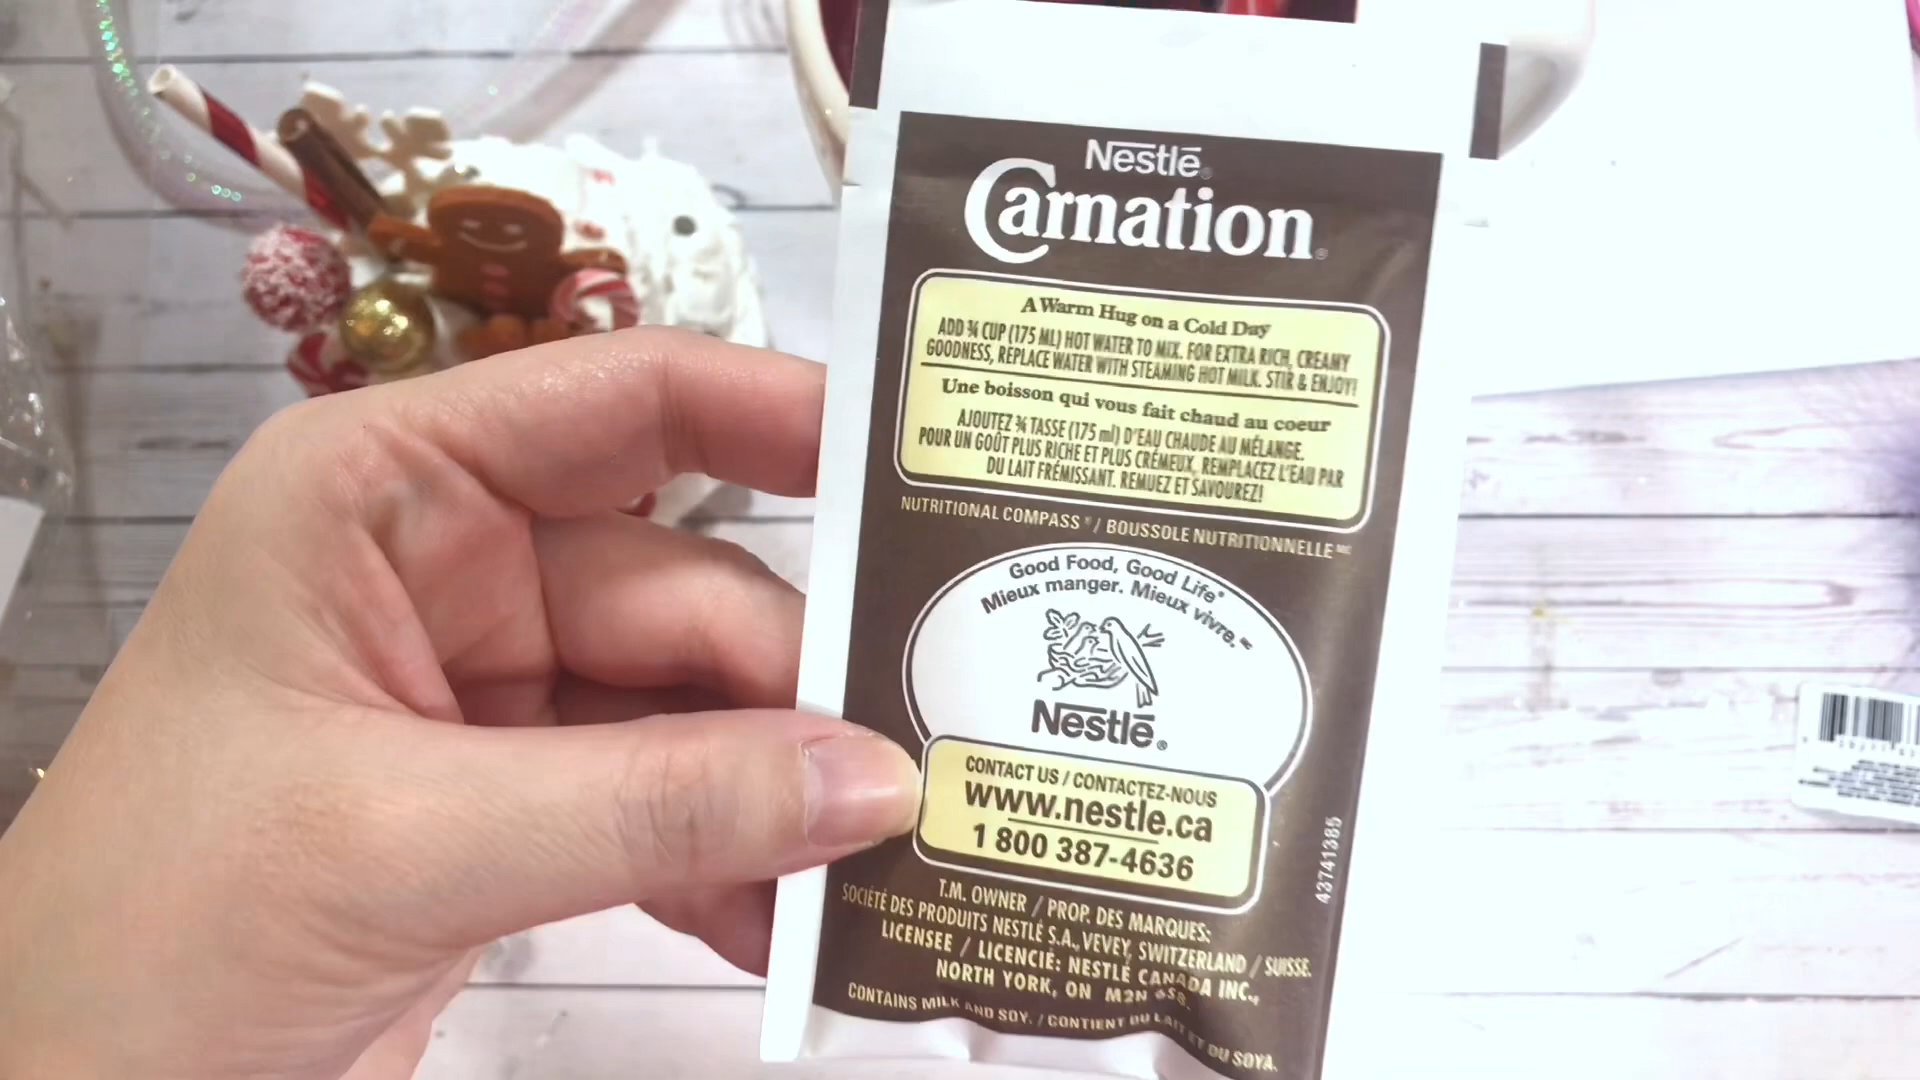 Nestlé®
Carnation®
A Warm Hug on a Cold Day
ADD ¾ CUP (175 ML) HOT WATER TO MIX. FOR EXTRA RICH, CREAMY
GOODNESS, REPLACE WATER WITH STEAMING HOT MILK. STIR & ENJOY!
Une boisson qui vous fait chaud au coeur
AJOUTEZ ¾ TASSE (175 ml) D'EAU CHAUDE AU MÉLANGE.
POUR UN GOÛT PLUS RICHE ET PLUS CRÉMEUX, REMPLACEZ L'EAU PAR
DU LAIT FRÉMISSANT. REMUEZ ET SAVOUREZ!
NUTRITIONAL COMPASS ® / BOUSSOLE NUTRITIONNELLE MC
Good Food, Good Life®
Mieux manger. Mieux vivre.MC
Nestlé®
CONTACT US / CONTACTEZ-NOUS
www.nestle.ca
1 800 387-4636
43741385
T.M. OWNER / PROP. DES MARQUES:
SOCIÉTÉ DES PRODUITS NESTLÉ S.A., VEVEY, SWITZERLAND / SUISSE.
LICENSEE / LICENCIÉ: NESTLÉ CANADA INC.,
NORTH YORK, ON M2N 6S8.
CONTAINS MILK AND SOY. / CONTIENT DU LAIT ET DU SOYA.